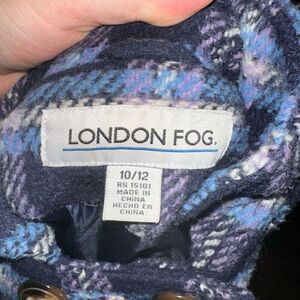 LONDON FOG.
10/12
RN 15101
MADE IN
CHINA
HECHO EN
CHINA